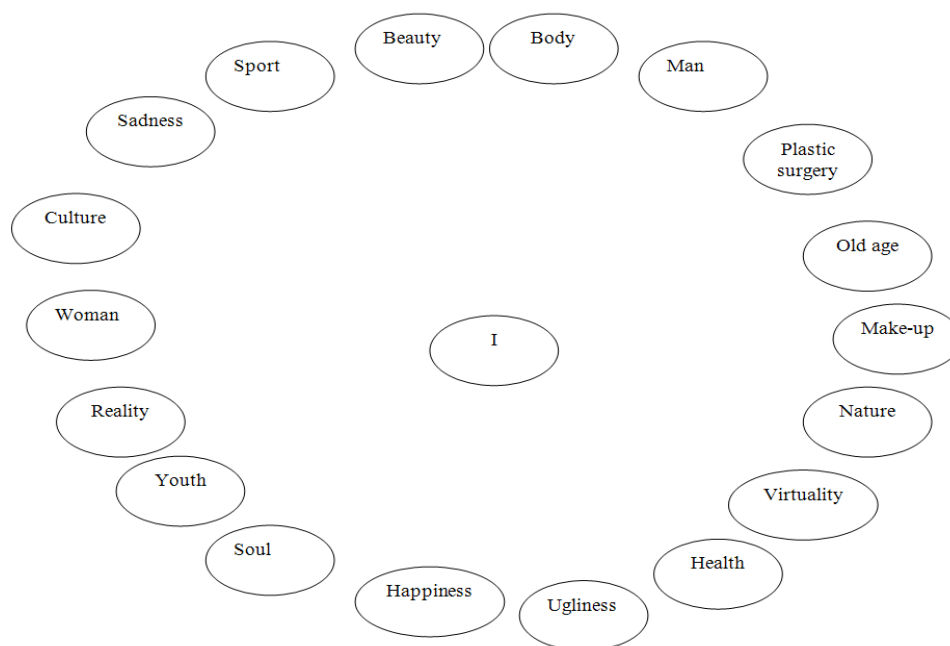 Beauty
Body
Sport
Man
Sadness
Plastic
surgery
Culture
Old age
Woman
Make-up
I
Reality
Nature
Youth
Virtuality
Soul
Health
Happiness
Ugliness